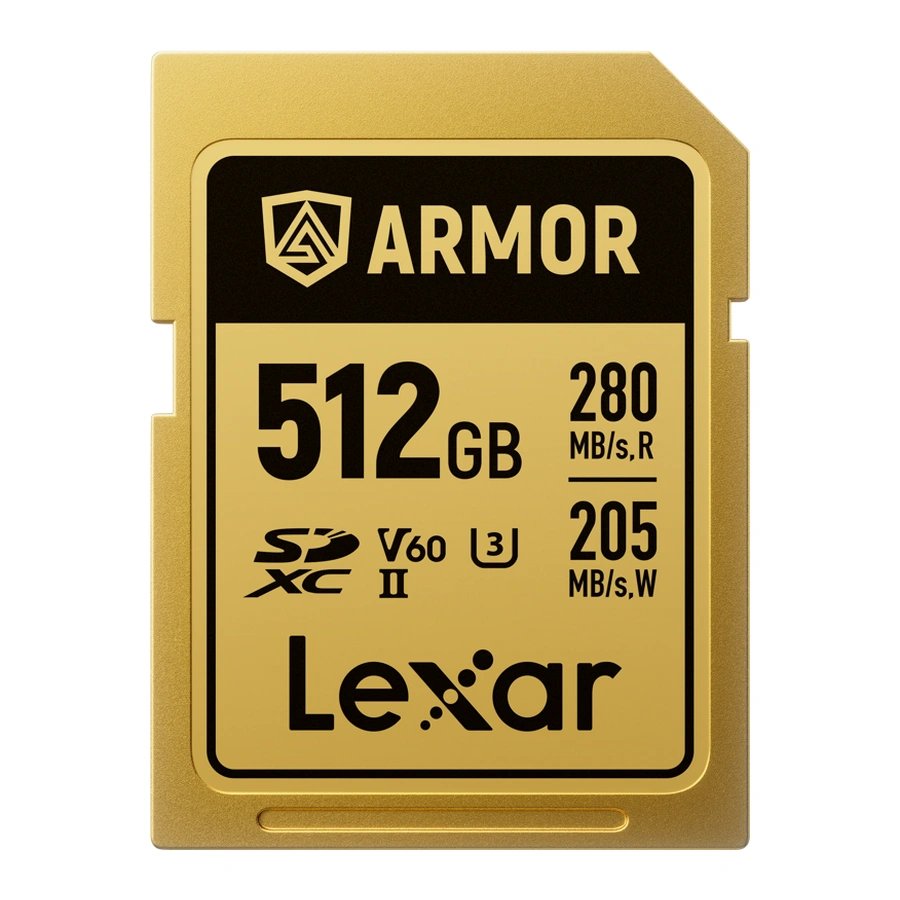 ARMOR
512GB
280
MB/s,R
205
MB/s,W
SD
XC
V60
II
3
Lexar